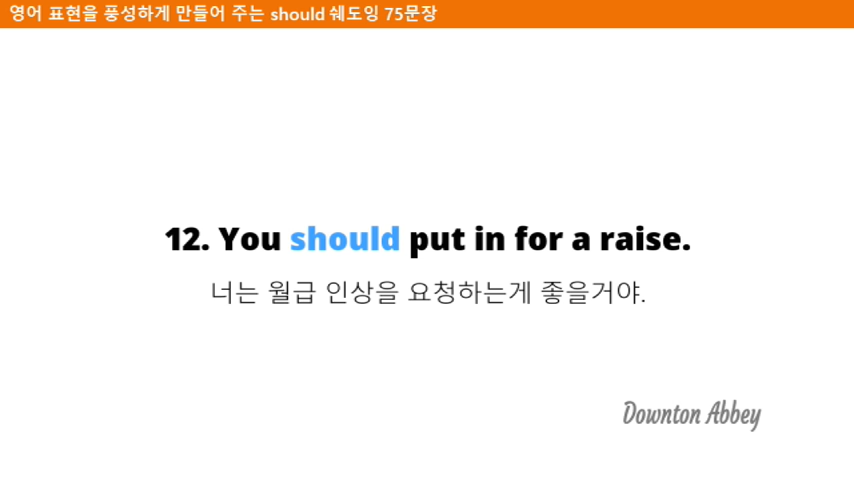 영어 표현을 풍성하게 만들어 주는 should 쉐도잉 75문장
12. You should put in for a raise.
너는 월급 인상을 요청하는게 좋을거야.
Downton Abbey